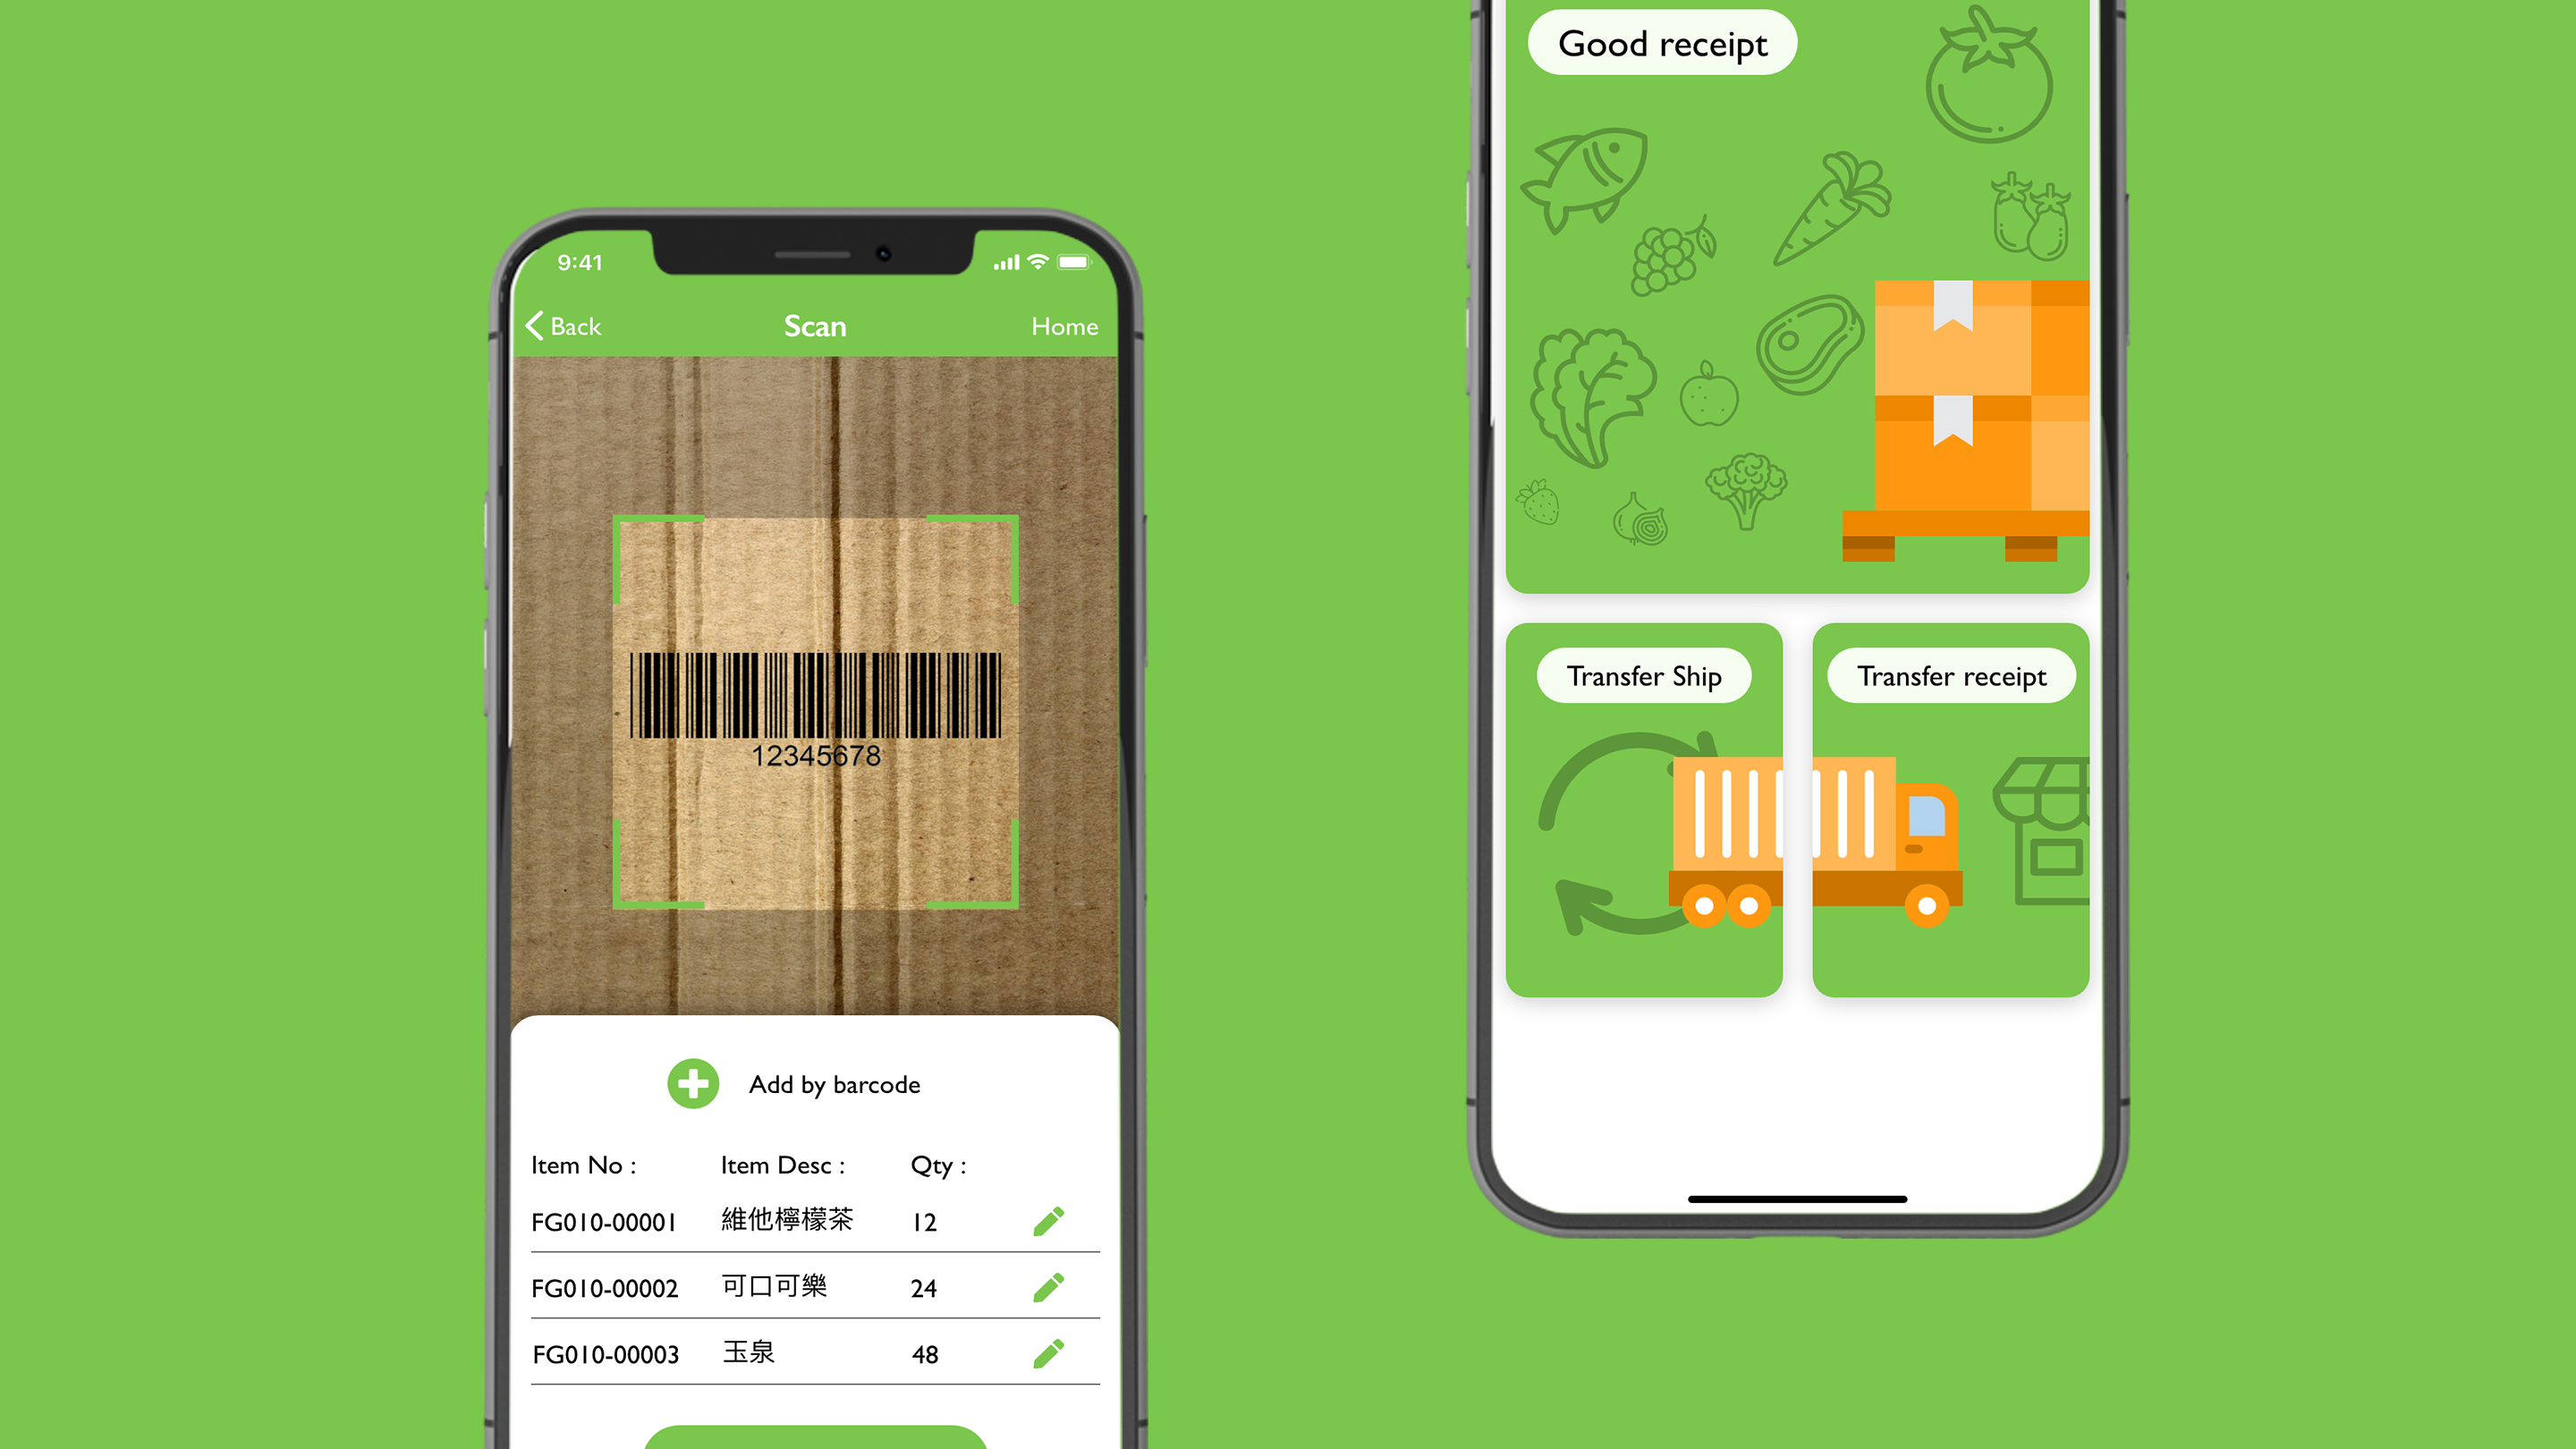 9:41
Back Scan Home
12345678
Add by barcode
Item No : Item Desc : Qty :
FG010-00001 維他檸檬茶 12
FG010-00002 可口可樂 24
FG010-00003 玉泉 48
Good receipt
Transfer Ship
Transfer receipt